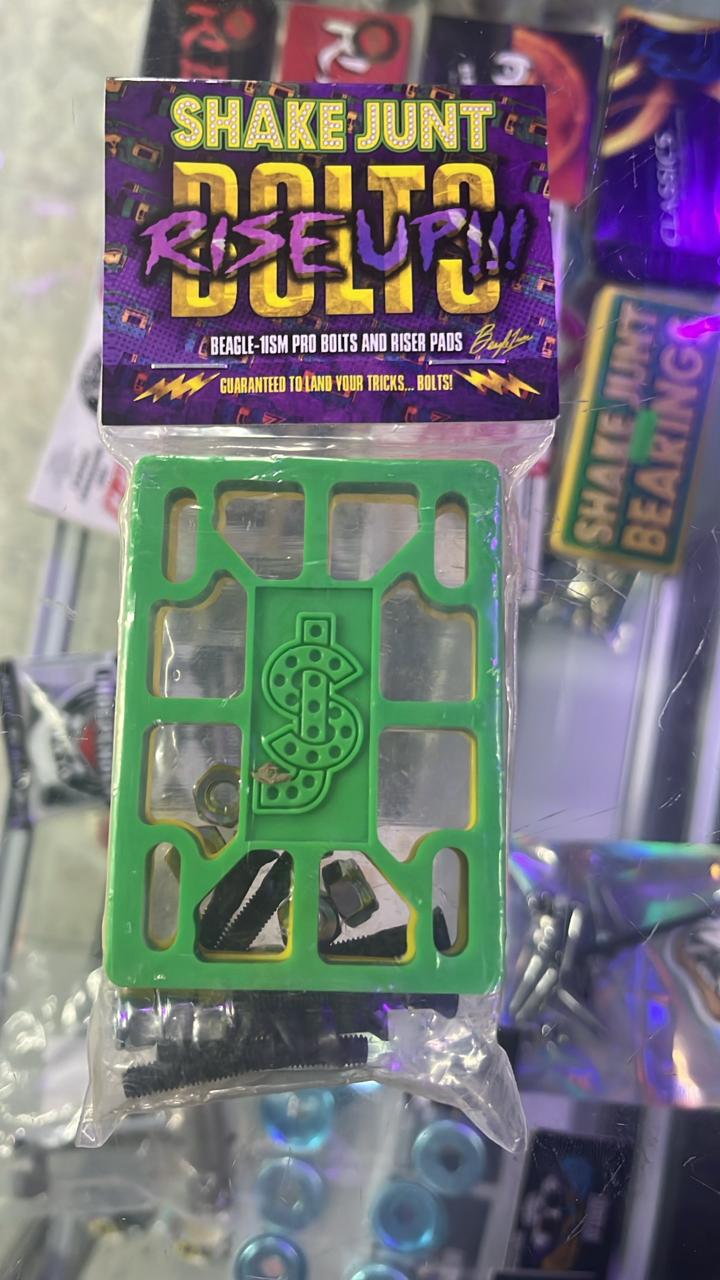 SHAKE JUNT
BOLTS
RISE UP!!!
BEAGLE-1ISM PRO BOLTS AND RISER PADS
GUARANTEED TO LAND YOUR TRICKS... BOLTS!
CLASSICS
SHAKE JUNT
BEARINGS